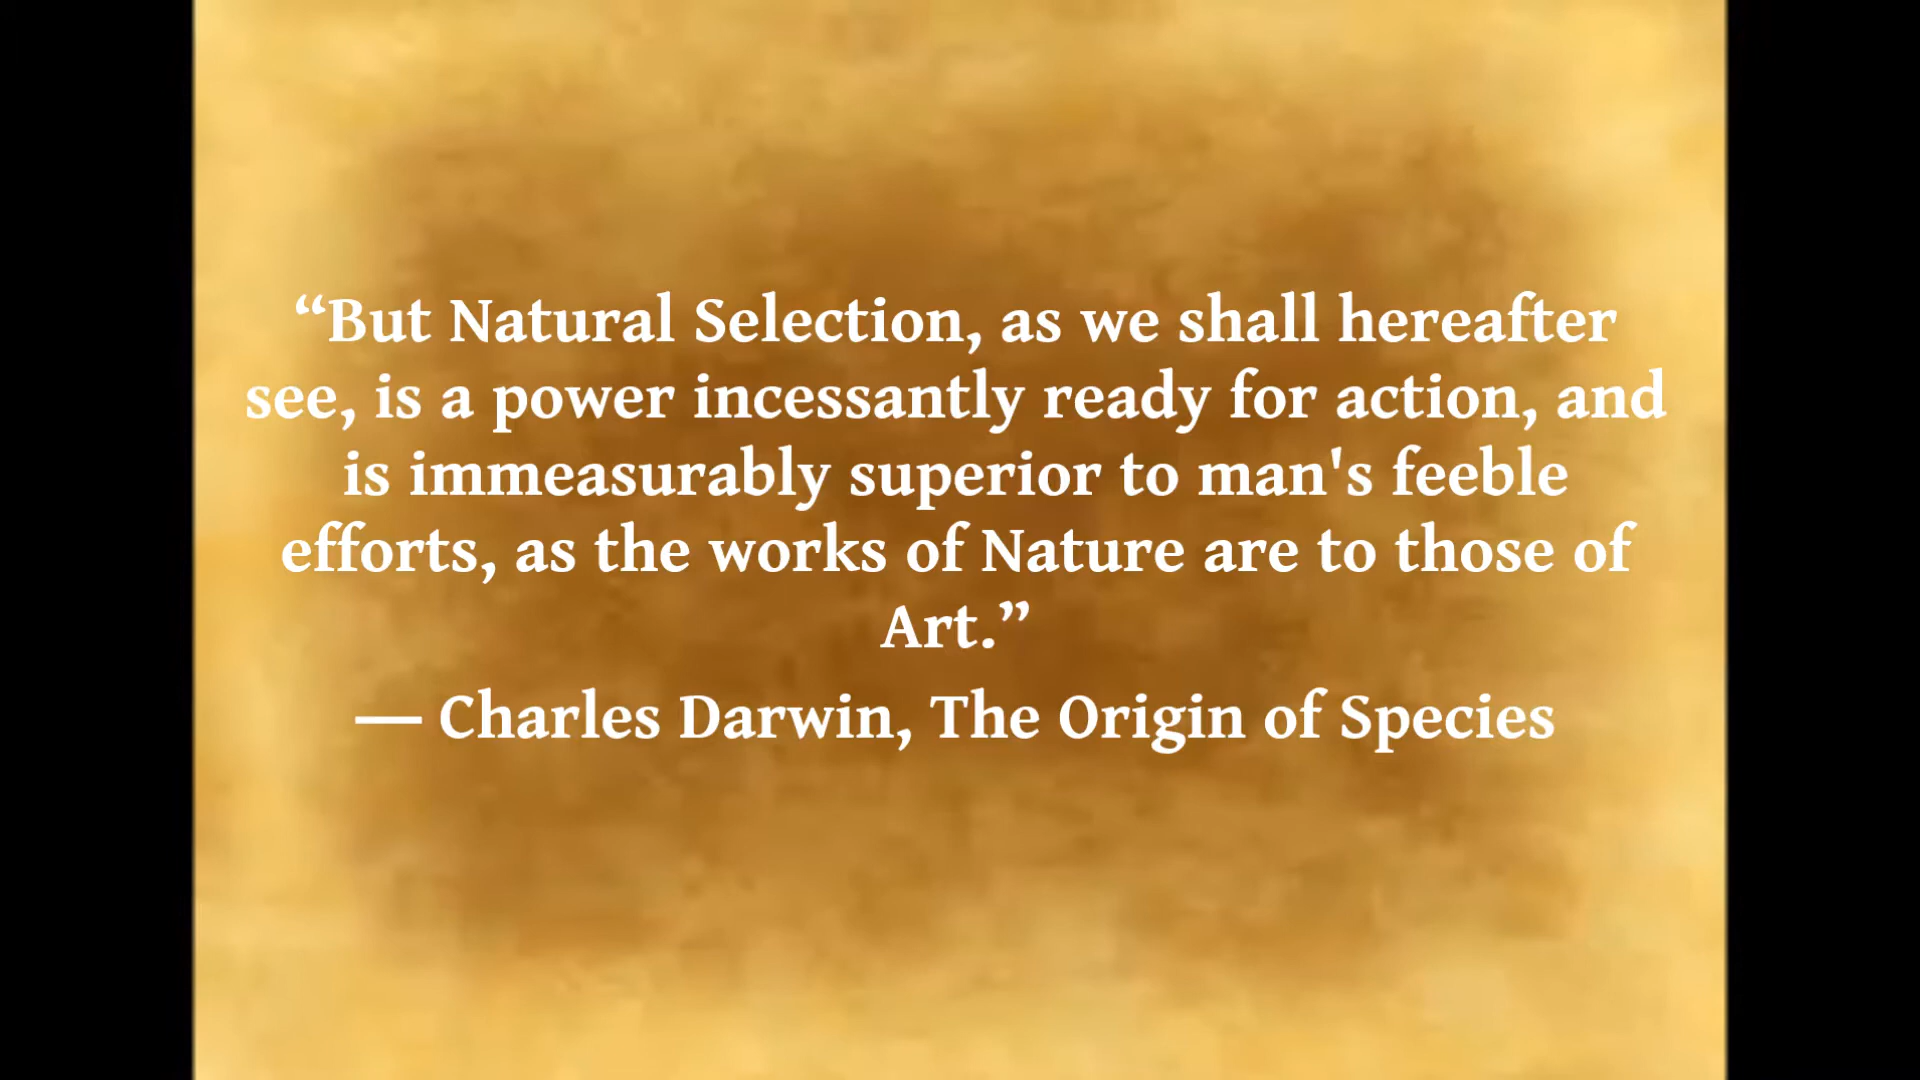 “But Natural Selection, as we shall hereafter
see, is a power incessantly ready for action, and
is immeasurably superior to man's feeble
efforts, as the works of Nature are to those of
Art.”
— Charles Darwin, The Origin of Species